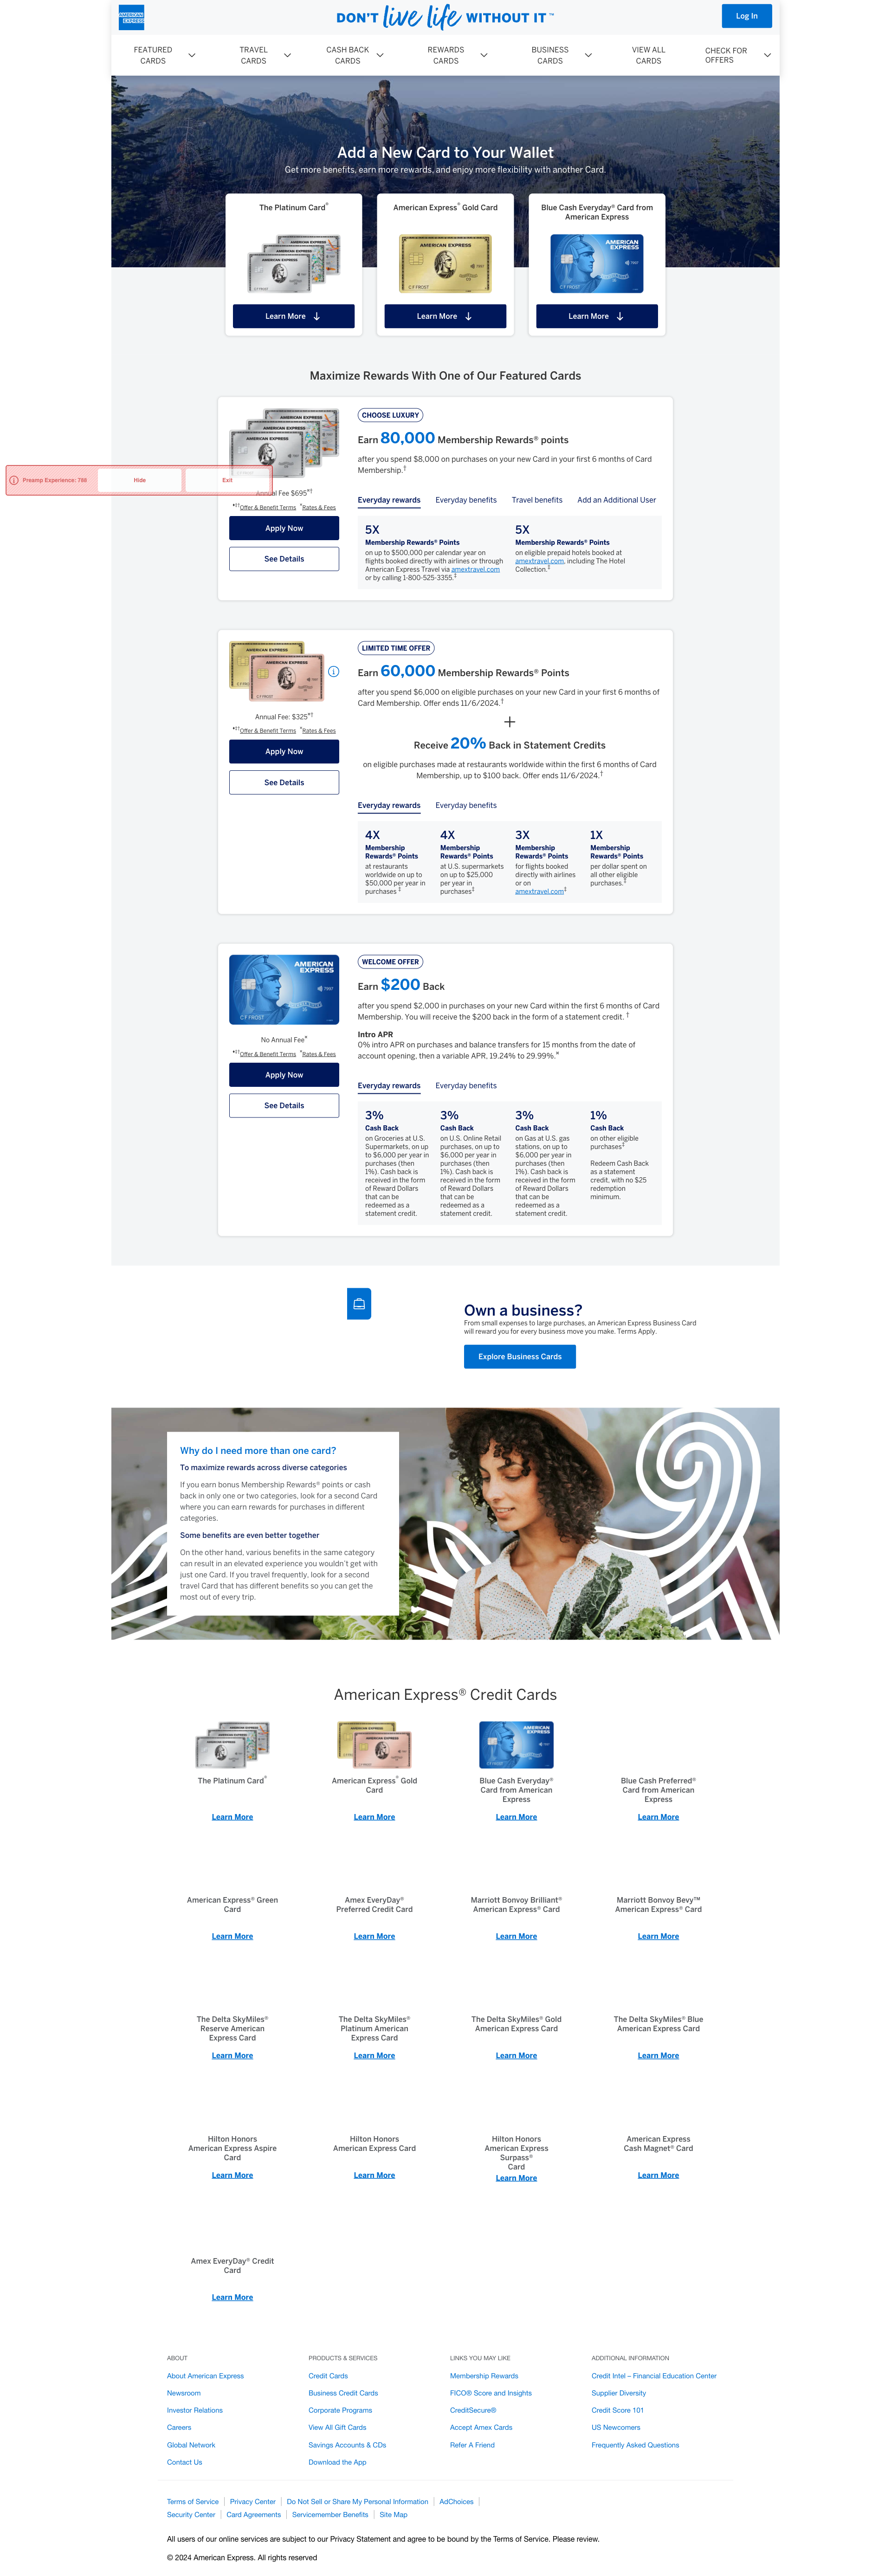 AMERICAN
EXPRESS
DON'T live life WITHOUT IT ™
Log In
FEATURED
CARDS
TRAVEL
CARDS
CASH BACK
CARDS
REWARDS
CARDS
BUSINESS
CARDS
VIEW ALL
CARDS
CHECK FOR
OFFERS
Add a New Card to Your Wallet
Get more benefits, earn more rewards, and enjoy more flexibility with another Card.
The Platinum Card®
AMERICAN EXPRESS
C F FROST
Learn More
American Express® Gold Card
AMERICAN EXPRESS
C F FROST
Learn More
Blue Cash Everyday® Card from
American Express
AMERICAN
EXPRESS
C F FROST
Learn More
Maximize Rewards With One of Our Featured Cards
Preamp Experience: 786
Hide
Exit
Annual Fee $695*†
*‡†Offer & Benefit Terms *Rates & Fees
Apply Now
See Details
CHOOSE LUXURY
Earn 80,000 Membership Rewards® points
after you spend $8,000 on purchases on your new Card in your first 6 months of Card
Membership.†
Everyday rewards
Everyday benefits
Travel benefits
Add an Additional User
5X
Membership Rewards® Points
on up to $500,000 per calendar year on
flights booked directly with airlines or through
American Express Travel via amextravel.com
or by calling 1-800-525-3355.‡
5X
Membership Rewards® Points
on eligible prepaid hotels booked at
amextravel.com, including The Hotel
Collection.‡
AMERICAN EXPRESS
C F FROST
Annual Fee: $325*†
*‡†Offer & Benefit Terms *Rates & Fees
Apply Now
See Details
LIMITED TIME OFFER
Earn 60,000 Membership Rewards® Points
after you spend $6,000 on eligible purchases on your new Card in your first 6 months of
Card Membership. Offer ends 11/6/2024.†
+
Receive 20% Back in Statement Credits
on eligible purchases made at restaurants worldwide within the first 6 months of Card
Membership, up to $100 back. Offer ends 11/6/2024.†
Everyday rewards
Everyday benefits
4X
Membership
Rewards® Points
at restaurants
worldwide on up to
$50,000 per year in
purchases ‡
4X
Membership
Rewards® Points
at U.S. supermarkets
on up to $25,000
per year in
purchases‡
3X
Membership
Rewards® Points
for flights booked
directly with airlines
or on
amextravel.com‡
1X
Membership
Rewards® Points
per dollar spent on
all other eligible
purchases.‡
AMERICAN
EXPRESS
7997
C F FROST
No Annual Fee*
*‡†Offer & Benefit Terms *Rates & Fees
Apply Now
See Details
WELCOME OFFER
Earn $200 Back
after you spend $2,000 in purchases on your new Card within the first 6 months of Card
Membership. You will receive the $200 back in the form of a statement credit. †
Intro APR
0% intro APR on purchases and balance transfers for 15 months from the date of
account opening, then a variable APR, 19.24% to 29.99%.*
Everyday rewards
Everyday benefits
3%
Cash Back
on Groceries at U.S.
Supermarkets, on up
to $6,000 per year in
purchases (then
1%). Cash back is
received in the form
of Reward Dollars
that can be
redeemed as a
statement credit.
3%
Cash Back
on U.S. Online Retail
purchases, on up to
$6,000 per year in
purchases (then
1%). Cash back is
received in the form
of Reward Dollars
that can be
redeemed as a
statement credit.
3%
Cash Back
on Gas at U.S. gas
stations, on up to
$6,000 per year in
purchases (then
1%). Cash back is
received in the form
of Reward Dollars
that can be
redeemed as a
statement credit.
1%
Cash Back
on other eligible
purchases‡
Redeem Cash Back
as a statement
credit, with no $25
redemption
minimum.
Own a business?
From small expenses to large purchases, an American Express Business Card
will reward you for every business move you make. Terms Apply.
Explore Business Cards
Why do I need more than one card?
To maximize rewards across diverse categories
If you earn bonus Membership Rewards® points or cash
back in only one or two categories, look for a second Card
where you can earn rewards for purchases in different
categories.
Some benefits are even better together
On the other hand, various benefits in the same category
can result in an elevated experience you wouldn't get with
just one Card. If you travel frequently, look for a second
travel Card that has different benefits so you can get the
most out of every trip.
American Express® Credit Cards
The Platinum Card®
Learn More
American Express® Gold
Card
Learn More
Blue Cash Everyday®
Card from American
Express
Learn More
Blue Cash Preferred®
Card from American
Express
Learn More
American Express® Green
Card
Learn More
Amex EveryDay®
Preferred Credit Card
Learn More
Marriott Bonvoy Brilliant®
American Express® Card
Learn More
Marriott Bonvoy Bevy™
American Express® Card
Learn More
The Delta SkyMiles®
Reserve American
Express Card
Learn More
The Delta SkyMiles®
Platinum American
Express Card
Learn More
The Delta SkyMiles® Gold
American Express Card
Learn More
The Delta SkyMiles® Blue
American Express Card
Learn More
Hilton Honors
American Express Aspire
Card
Learn More
Hilton Honors
American Express Card
Learn More
Hilton Honors
American Express
Surpass®
Card
Learn More
American Express
Cash Magnet® Card
Learn More
Amex EveryDay® Credit
Card
Learn More
ABOUT
About American Express
Newsroom
Investor Relations
Careers
Global Network
Contact Us
PRODUCTS & SERVICES
Credit Cards
Business Credit Cards
Corporate Programs
View All Gift Cards
Savings Accounts & CDs
Download the App
LINKS YOU MAY LIKE
Membership Rewards
FICO® Score and Insights
CreditSecure®
Accept Amex Cards
Refer A Friend
ADDITIONAL INFORMATION
Credit Intel – Financial Education Center
Supplier Diversity
Credit Score 101
US Newcomers
Frequently Asked Questions
Terms of Service
Privacy Center
Do Not Sell or Share My Personal Information
AdChoices
Security Center
Card Agreements
Servicemember Benefits
Site Map
All users of our online services are subject to our Privacy Statement and agree to be bound by the Terms of Service. Please review.
© 2024 American Express. All rights reserved